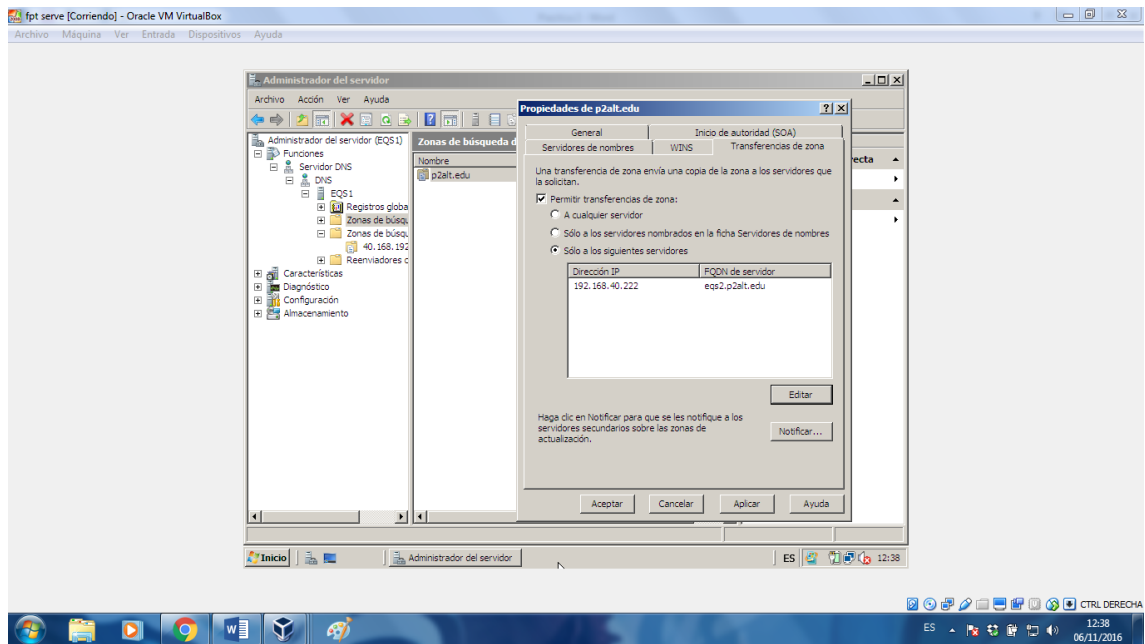 fpt serve [Corriendo] - Oracle VM VirtualBox
Archivo Máquina Ver Entrada Dispositivos Ayuda
Administrador del servidor
Archivo Acción Ver Ayuda
Administrador del servidor (EQS1)
Funciones
Servidor DNS
DNS
EQS1
Registros globa
Zonas de búsqu
Zonas de búsqu
40.168.192
Reenviadores c
Características
Diagnóstico
Configuración
Almacenamiento
Zonas de búsqueda d
Nombre
p2alt.edu
recta
Propiedades de p2alt.edu
General
Inicio de autoridad (SOA)
Servidores de nombres
WINS
Transferencias de zona
Una transferencia de zona envía una copia de la zona a los servidores que
la solicitan.
Permitir transferencias de zona:
A cualquier servidor
Sólo a los servidores nombrados en la ficha Servidores de nombres
Sólo a los siguientes servidores
Dirección IP FQDN de servidor
192.168.40.222 eqs2.p2alt.edu
Editar
Haga clic en Notificar para que se les notifique a los
servidores secundarios sobre las zonas de
actualización.
Notificar...
Aceptar Cancelar Aplicar Ayuda
Inicio
Administrador del servidor
ES
12:38
CTRL DERECHA
ES
12:38
06/11/2016